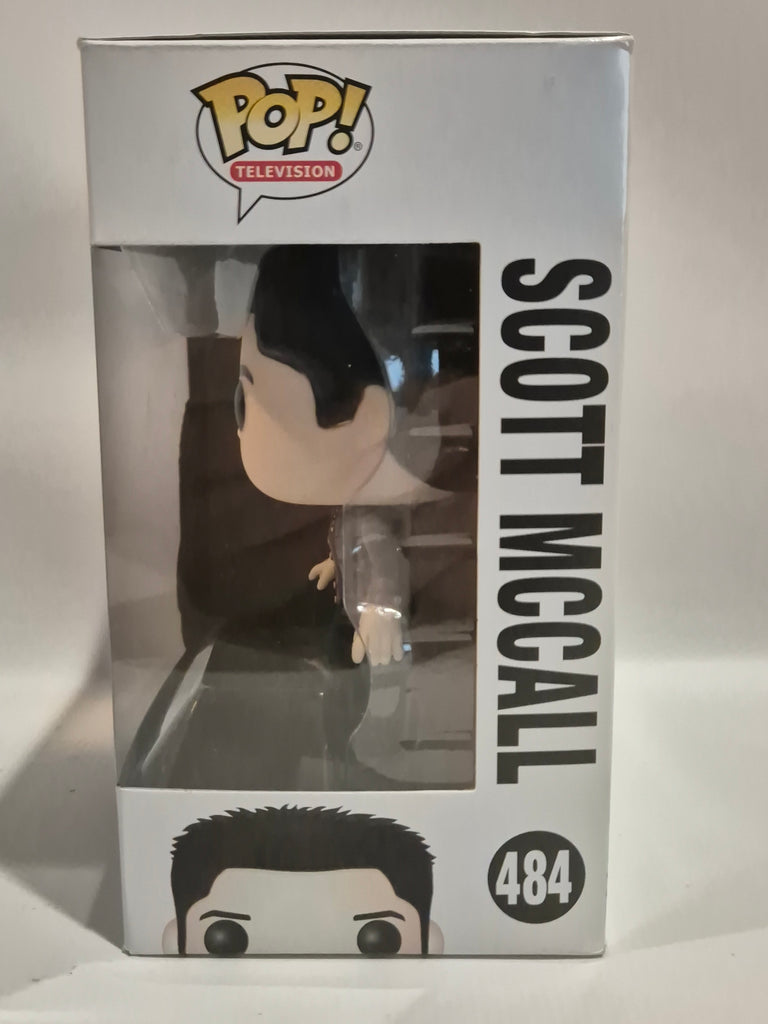 POP!®
TELEVISION
SCOTT MCCALL
484